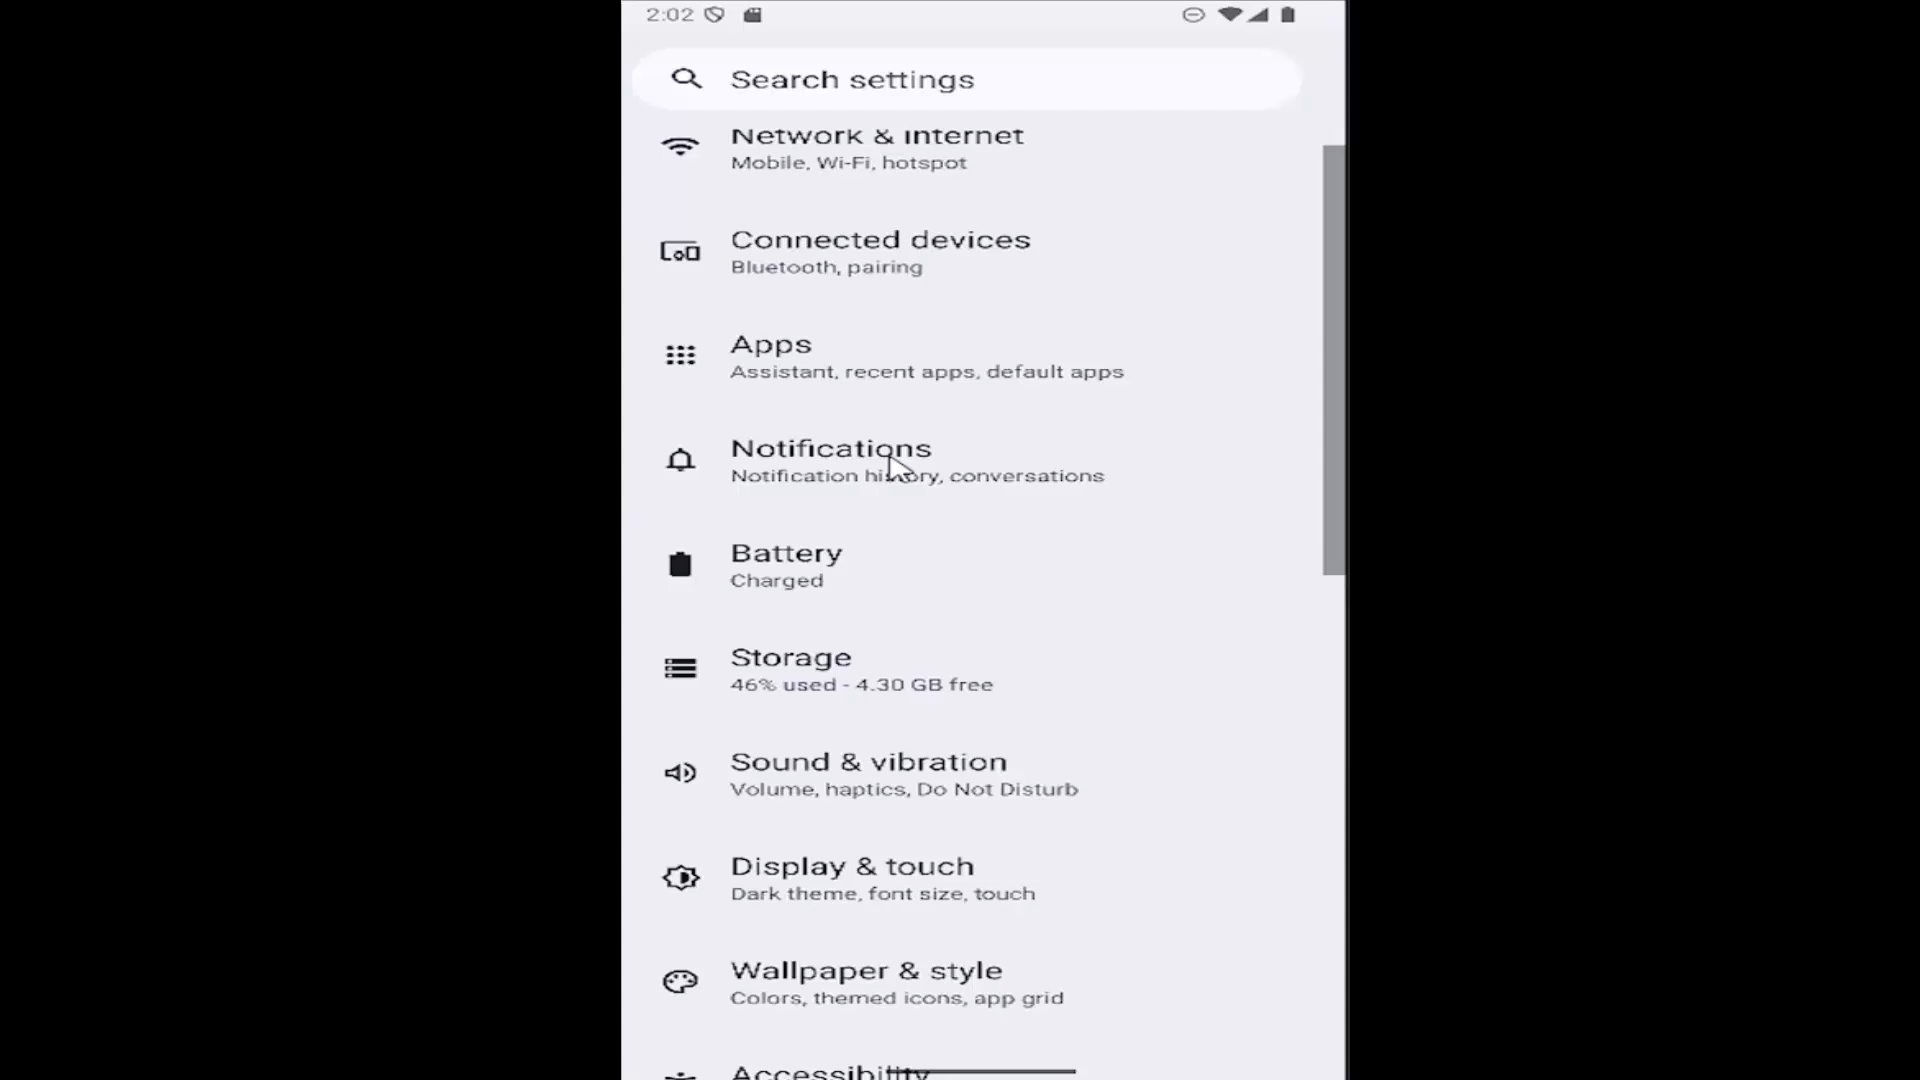 2:02
Search settings
Network & internet
Mobile, Wi-Fi, hotspot
Connected devices
Bluetooth, pairing
Apps
Assistant, recent apps, default apps
Notifications
Notification history, conversations
Battery
Charged
Storage
46% used - 4.30 GB free
Sound & vibration
Volume, haptics, Do Not Disturb
Display & touch
Dark theme, font size, touch
Wallpaper & style
Colors, themed icons, app grid
Accessibility